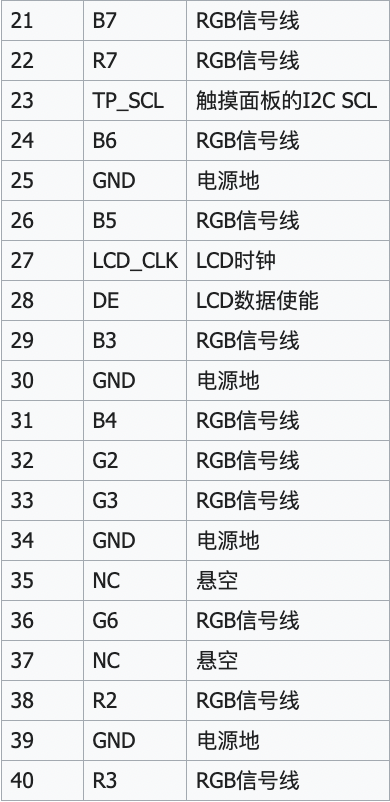 21 B7 RGB信号线
22 R7 RGB信号线
23 TP_SCL 触摸面板的I2C SCL
24 B6 RGB信号线
25 GND 电源地
26 B5 RGB信号线
27 LCD_CLK LCD时钟
28 DE LCD数据使能
29 B3 RGB信号线
30 GND 电源地
31 B4 RGB信号线
32 G2 RGB信号线
33 G3 RGB信号线
34 GND 电源地
35 NC 悬空
36 G6 RGB信号线
37 NC 悬空
38 R2 RGB信号线
39 GND 电源地
40 R3 RGB信号线